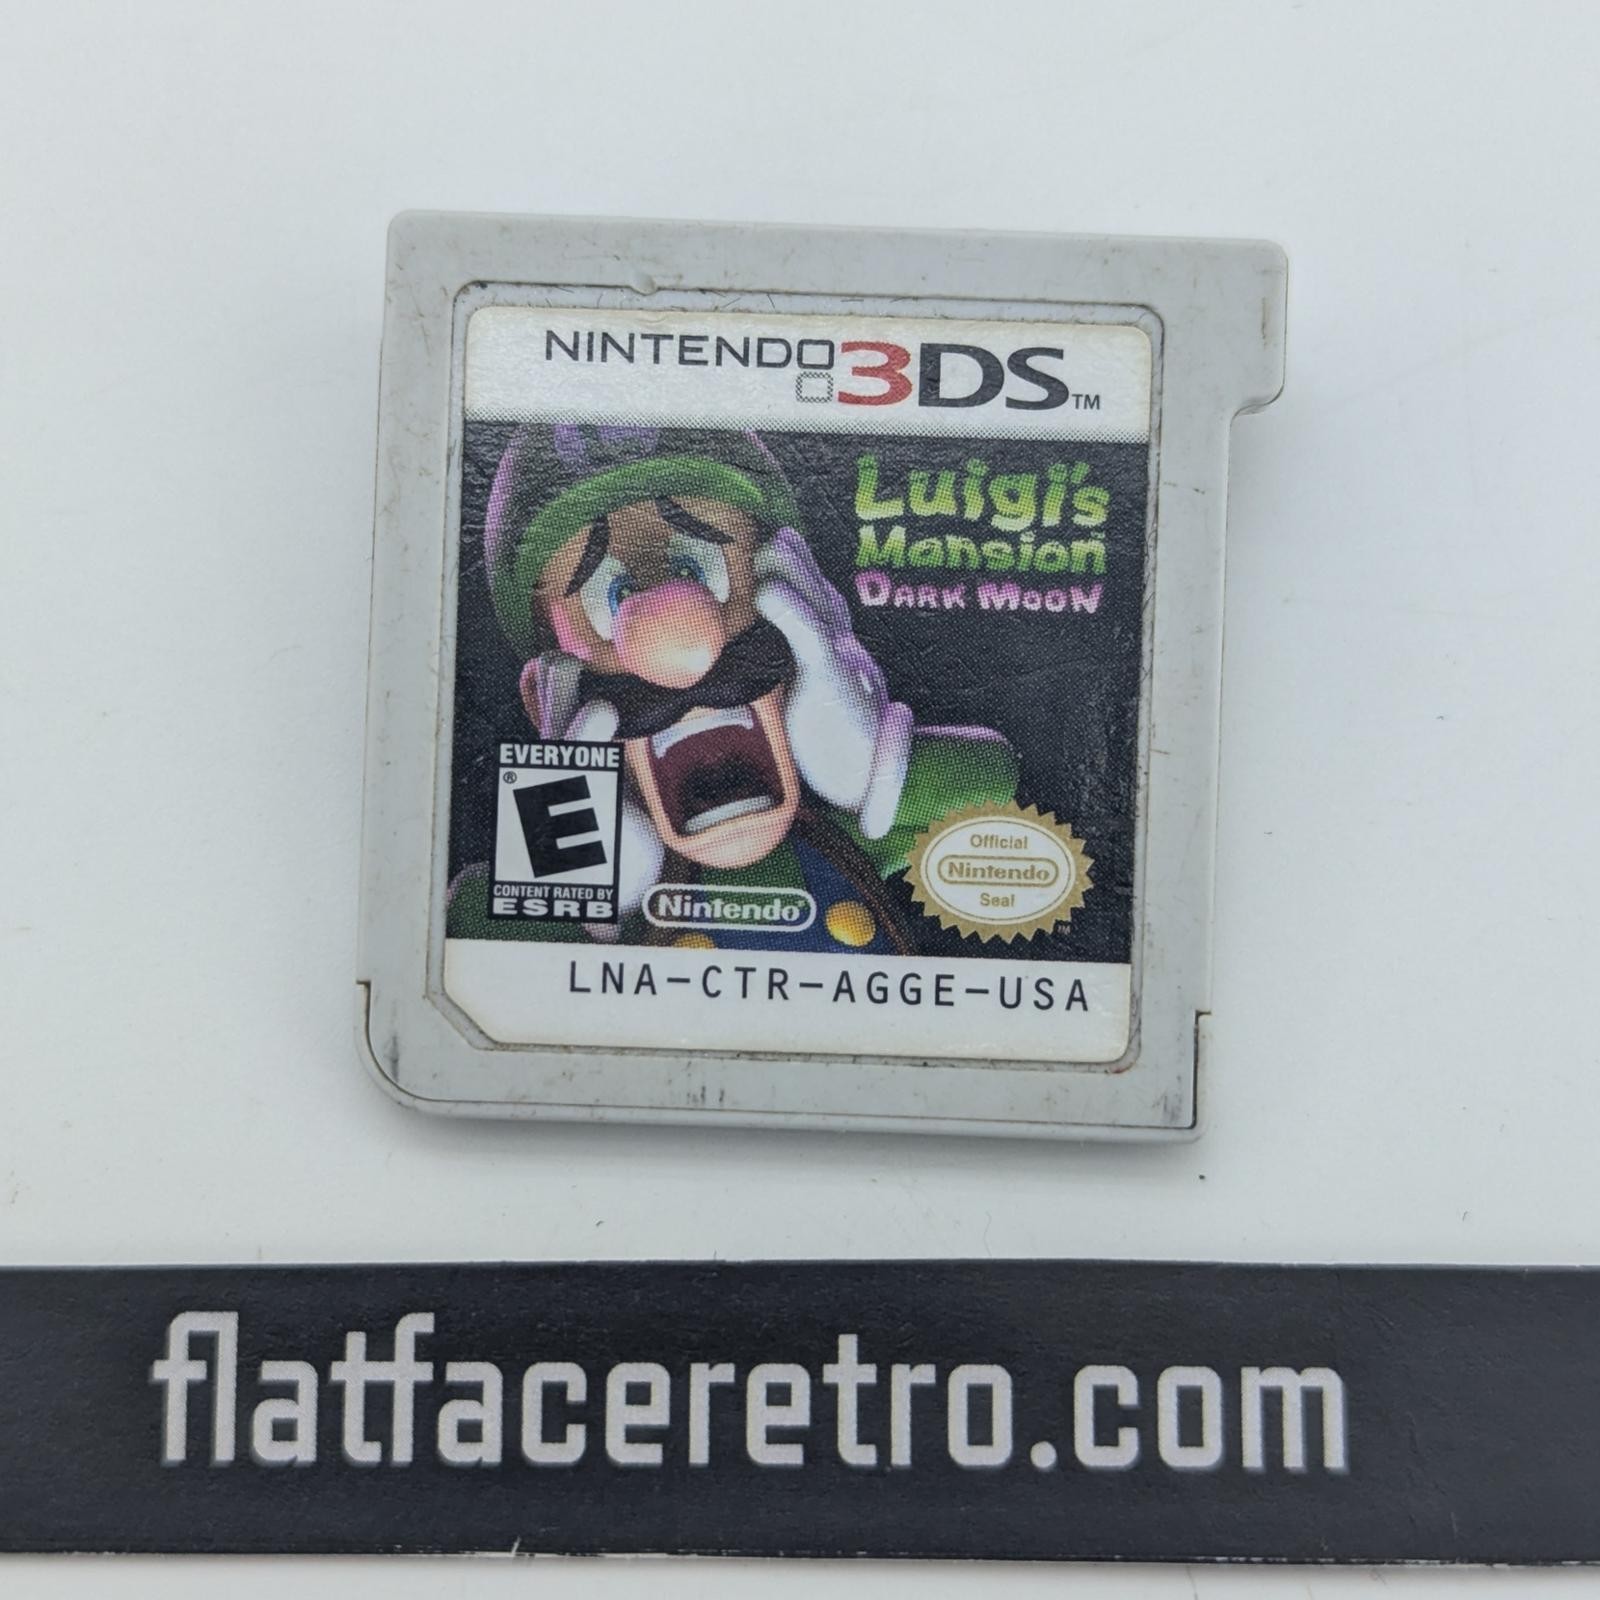 NINTENDO 3DS™
Luigi's
Mansion
DARK MOON
EVERYONE
®
E
CONTENT RATED BY
ESRB
Nintendo®
Official
Nintendo
Seal
™
LNA-CTR-AGGE-USA
flatfaceretro.com